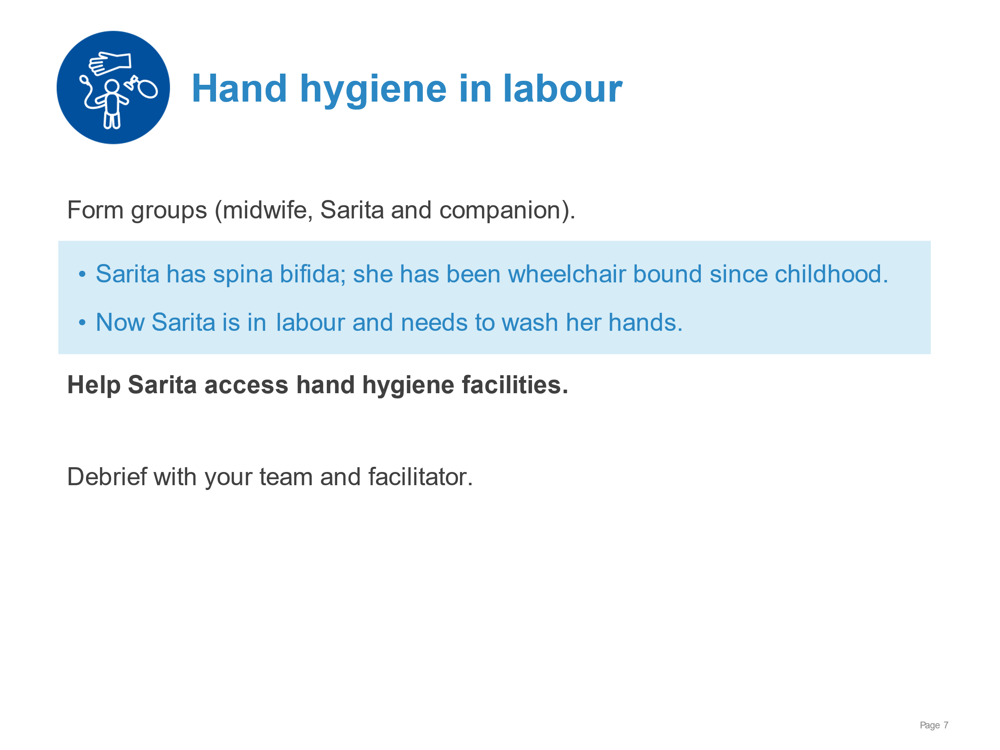 Hand hygiene in labour
Form groups (midwife, Sarita and companion).
• Sarita has spina bifida; she has been wheelchair bound since childhood.
• Now Sarita is in labour and needs to wash her hands.
Help Sarita access hand hygiene facilities.
Debrief with your team and facilitator.
Page 7